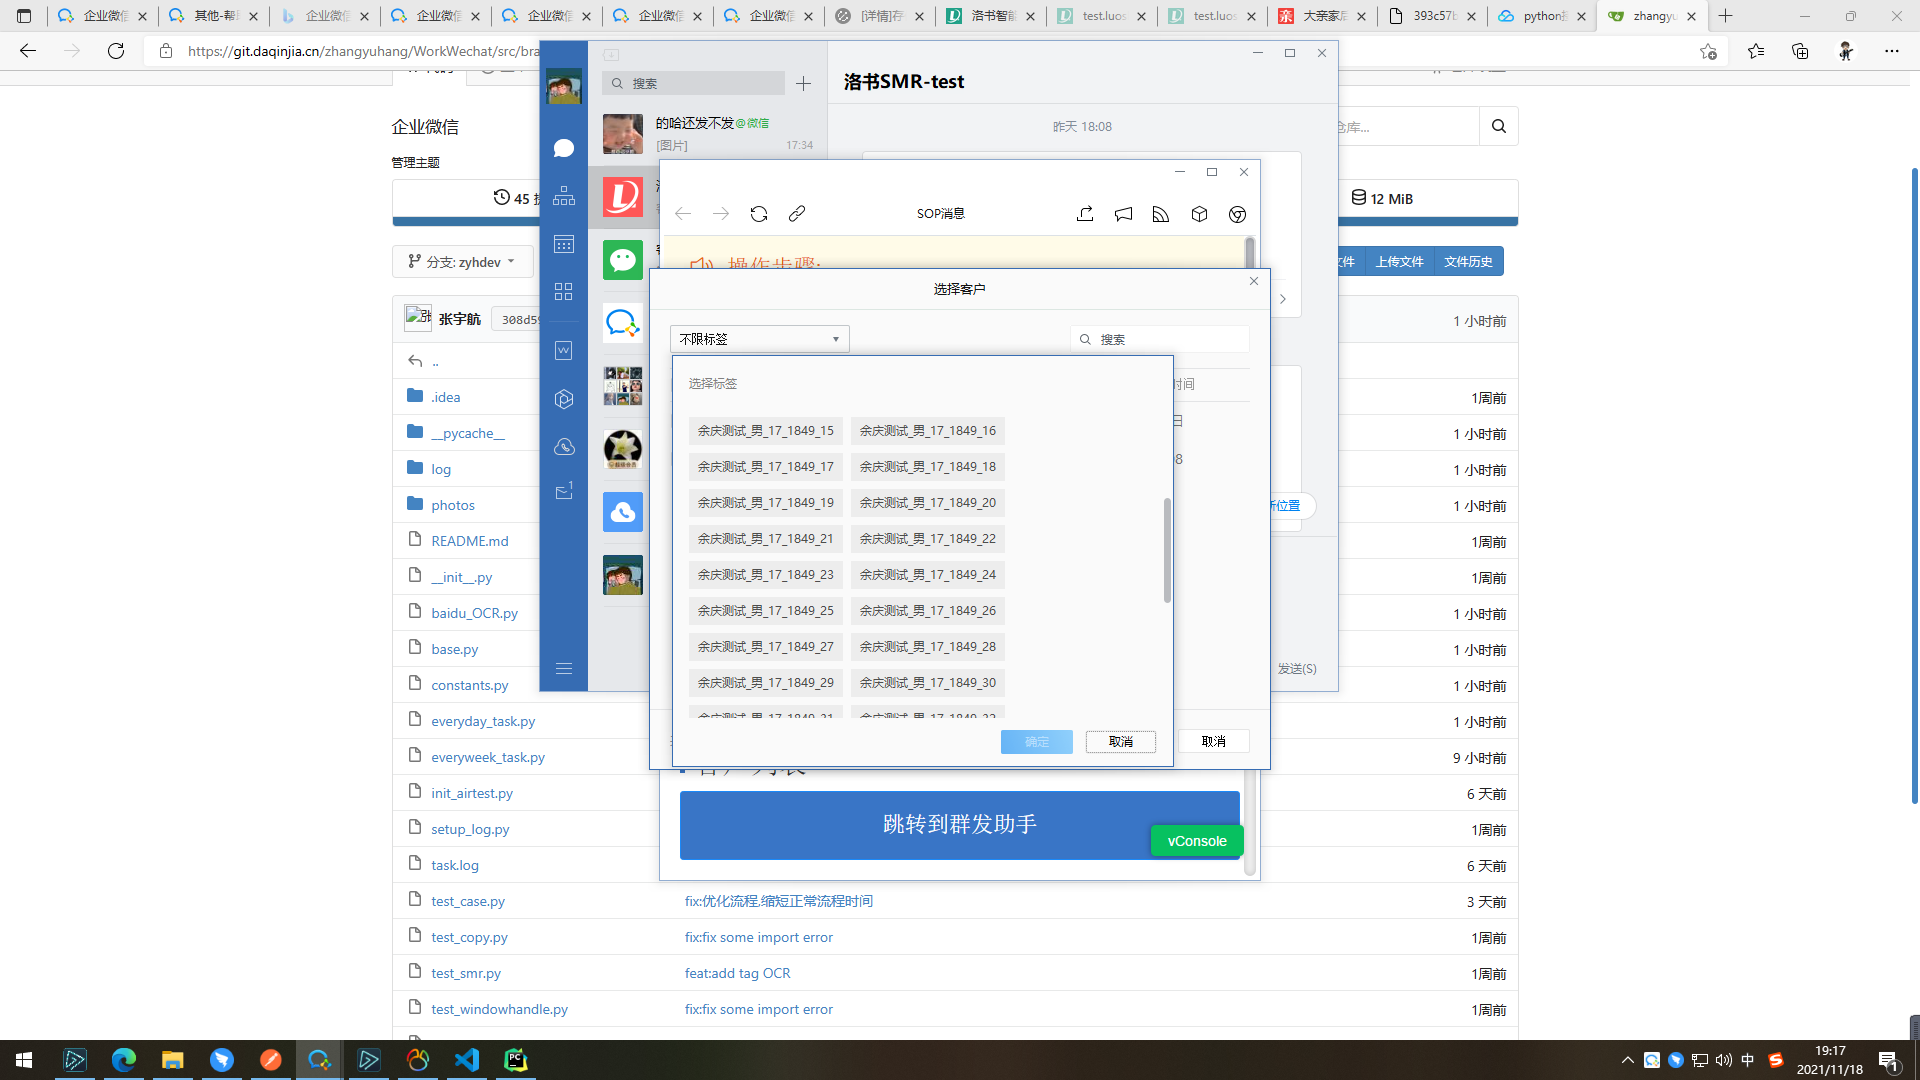 企业微信
其他-帮
企业微信
企业微信
企业微信
企业微信
企业微信
[详情]存
洛书智能
test.luos
test.luos
大亲家后
393c57b
python技
zhangyu
https://git.daqinjia.cn/zhangyuhang/WorkWechat/src/bra
企业微信
管理主题
45
12 MiB
分支: zyhdev
上传文件
文件历史
张宇航
308d59
1 小时前
..
.idea
1周前
__pycache__
1 小时前
log
1 小时前
photos
1 小时前
README.md
1周前
__init__.py
1周前
baidu_OCR.py
1 小时前
base.py
1 小时前
constants.py
1 小时前
everyday_task.py
1 小时前
everyweek_task.py
9 小时前
init_airtest.py
6 天前
setup_log.py
1周前
task.log
6 天前
test_case.py
fix:优化流程,缩短正常流程时间
3 天前
test_copy.py
fix:fix some import error
1周前
test_smr.py
feat:add tag OCR
1周前
test_windowhandle.py
fix:fix some import error
1周前
搜索
洛书SMR-test
昨天 18:08
的哈还发不发@微信
[图片]
17:34
SOP消息
操作步骤:
选择客户
不限标签
搜索
选择标签
时间
日
余庆测试_男_17_1849_15
余庆测试_男_17_1849_16
余庆测试_男_17_1849_17
余庆测试_男_17_1849_18
余庆测试_男_17_1849_19
余庆测试_男_17_1849_20
余庆测试_男_17_1849_21
余庆测试_男_17_1849_22
余庆测试_男_17_1849_23
余庆测试_男_17_1849_24
余庆测试_男_17_1849_25
余庆测试_男_17_1849_26
余庆测试_男_17_1849_27
余庆测试_男_17_1849_28
余庆测试_男_17_1849_29
余庆测试_男_17_1849_30
确定
取消
取消
位置
发送(S)
跳转到群发助手
vConsole
中
19:17
2021/11/18
1